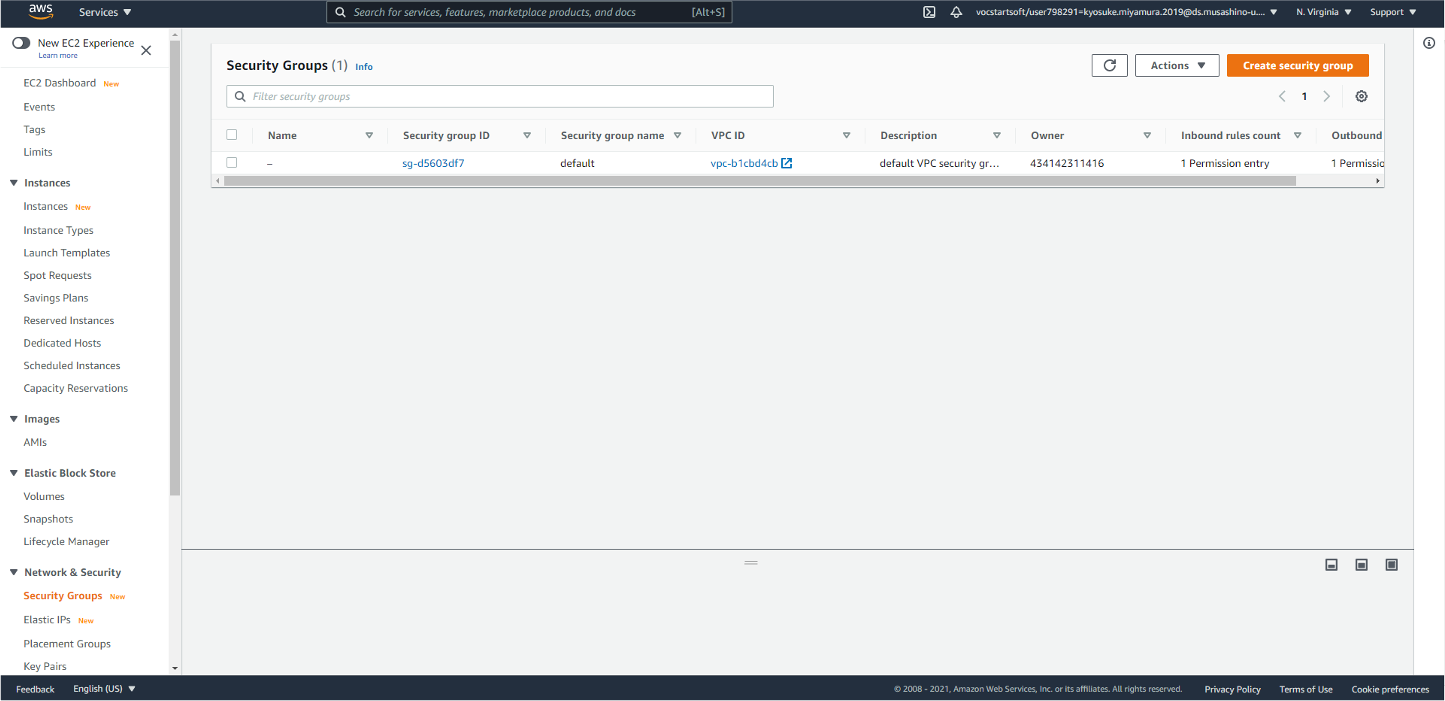 aws Services Search for services, features, marketplace products, and docs [Alt+S] vocstartsoft/user798291=kyosuke.miyamura.2019@ds.musashino-u.... N. Virginia Support
New EC2 Experience
Learn more
EC2 Dashboard New
Events
Tags
Limits
Instances
Instances New
Instance Types
Launch Templates
Spot Requests
Savings Plans
Reserved Instances
Dedicated Hosts
Scheduled Instances
Capacity Reservations
Images
AMIs
Elastic Block Store
Volumes
Snapshots
Lifecycle Manager
Network & Security
Security Groups New
Elastic IPs New
Placement Groups
Key Pairs
Security Groups (1) Info
Actions Create security group
Filter security groups
1
Name Security group ID Security group name VPC ID Description Owner Inbound rules count Outbound
– sg-d5603df7 default vpc-b1cbd4cb default VPC security gr... 434142311416 1 Permission entry 1 Permissio
Feedback English (US) © 2008 - 2021, Amazon Web Services, Inc. or its affiliates. All rights reserved. Privacy Policy Terms of Use Cookie preferences